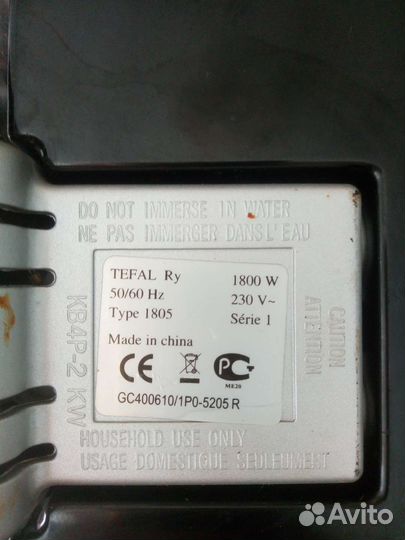 DO NOT IMMERSE IN WATER
NE PAS IMMERGER DANS L'EAU
TEFAL Ry 1800 W
50/60 Hz 230 V~
Type 1805 Série 1
Made in china
CE
ME20
GC400610/1P0-5205 R
HOUSEHOLD USE ONLY
USAGE DOMESTIQUE SEULEUMERT
KB4P-2 KW
CAUTION
ATTENTION
Avito